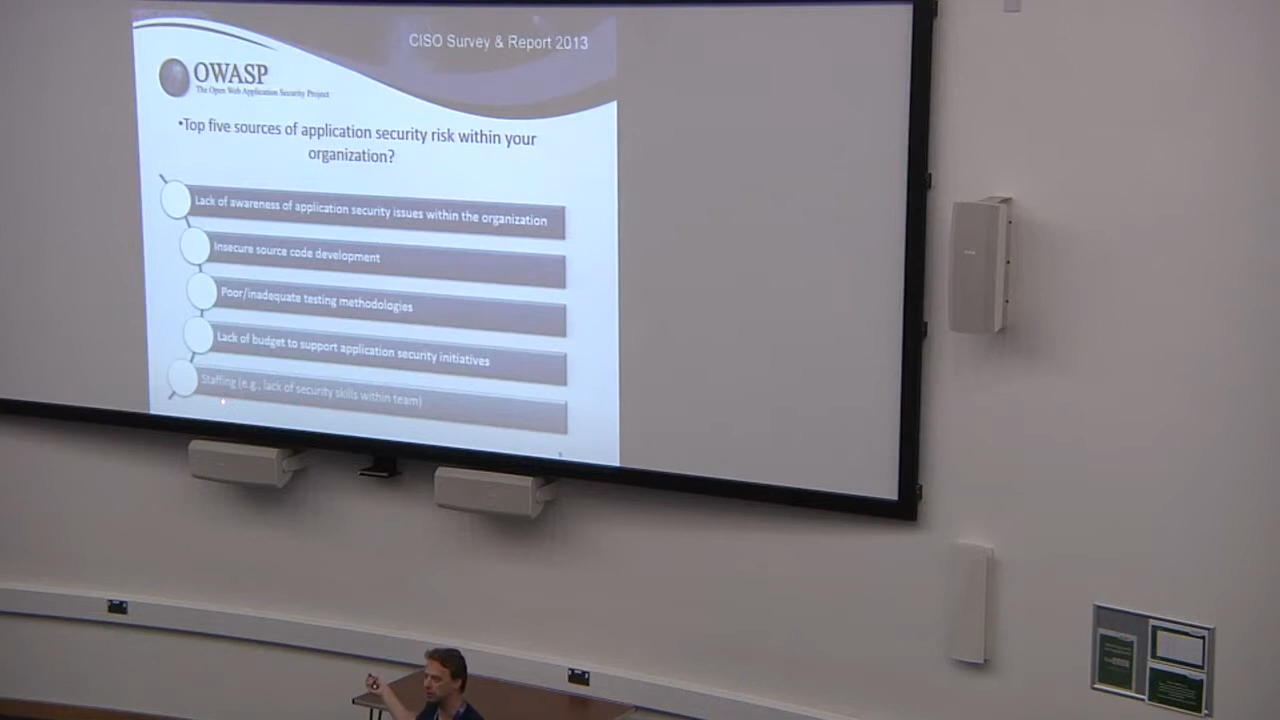 CISO Survey & Report 2013
OWASP
The Open Web Application Security Project
•Top five sources of application security risk within your
organization?
Lack of awareness of application security issues within the organization
Insecure source code development
Poor/inadequate testing methodologies
Lack of budget to support application security initiatives
Staffing (e.g., lack of security skills within team)